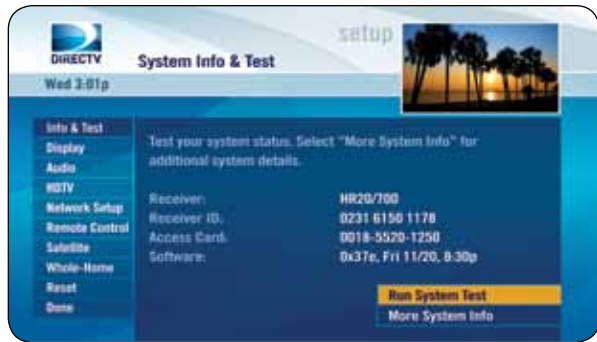 setup
DIRECTV
System Info & Test
Wed 3:01p
Info & Test
Display
Audio
HDTV
Network Setup
Remote Control
Satellite
Whole-Home
Reset
Done
Test your system status. Select "More System Info" for
additional system details.
Receiver: HR20/700
Receiver ID: 0231 6150 1178
Access Card: 0018-5520-1250
Software: 0x37e, Fri 11/20, 8:30p
Run System Test
More System Info